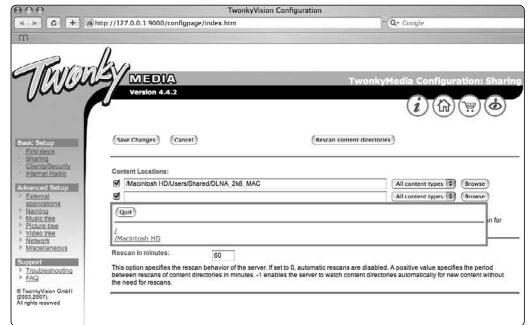 TwonkyVision Configuration
http://127.0.0.1:9000/configpage/index.htm
Google
Twonky
MEDIA
Version 4.4.2
TwonkyMedia Configuration: Sharing
Save Changes
Cancel
Rescan content directories
Basic Setup
First steps
Sharing
Clients/Security
Internet Radio
Advanced Setup
External applications
Naming
Music tree
Picture tree
Video tree
Network
Miscellaneous
Support
Troubleshooting
FAQ
© TwonkyVision GmbH
(2003,2007).
All rights reserved
Content Locations:
/Macintosh HD/Users/Shared/DLNA_2k8_MAC
All content types
Browse
All content types
Browse
Quit
/
/Macintosh HD
n for
Rescan in minutes:
60
This option specifies the rescan behavior of the server. If set to 0, automatic rescans are disabled. A positive value specifies the period
between rescans of content directories in minutes. -1 enables the server to watch content directories automatically for new content without
the need for rescans.